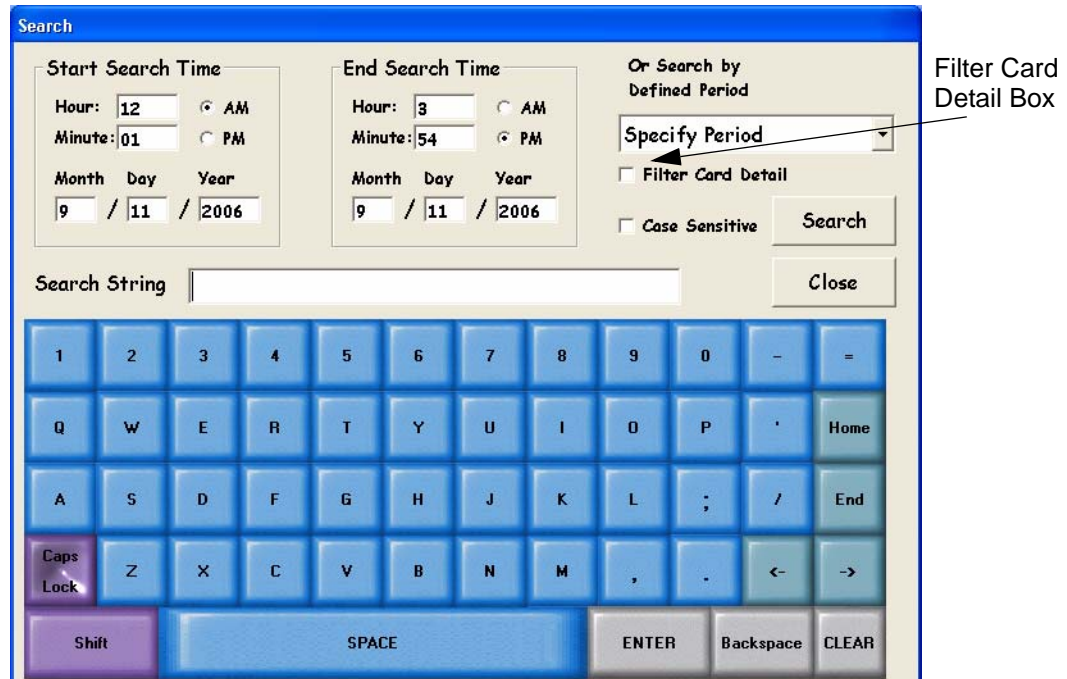 Search
Start Search Time
Hour: 12 AM
Minute: 01 PM
Month Day Year
9 / 11 / 2006
End Search Time
Hour: 3 AM
Minute: 54 PM
Month Day Year
9 / 11 / 2006
Or Search by
Defined Period
Specify Period
Filter Card Detail
Case Sensitive
Search
Close
Filter Card
Detail Box
Search String
1 2 3 4 5 6 7 8 9 0 - =
Q W E R T Y U I O P ' Home
A S D F G H J K L ; / End
Caps
Lock
Z X C V B N M , . <- ->
Shift SPACE ENTER Backspace CLEAR